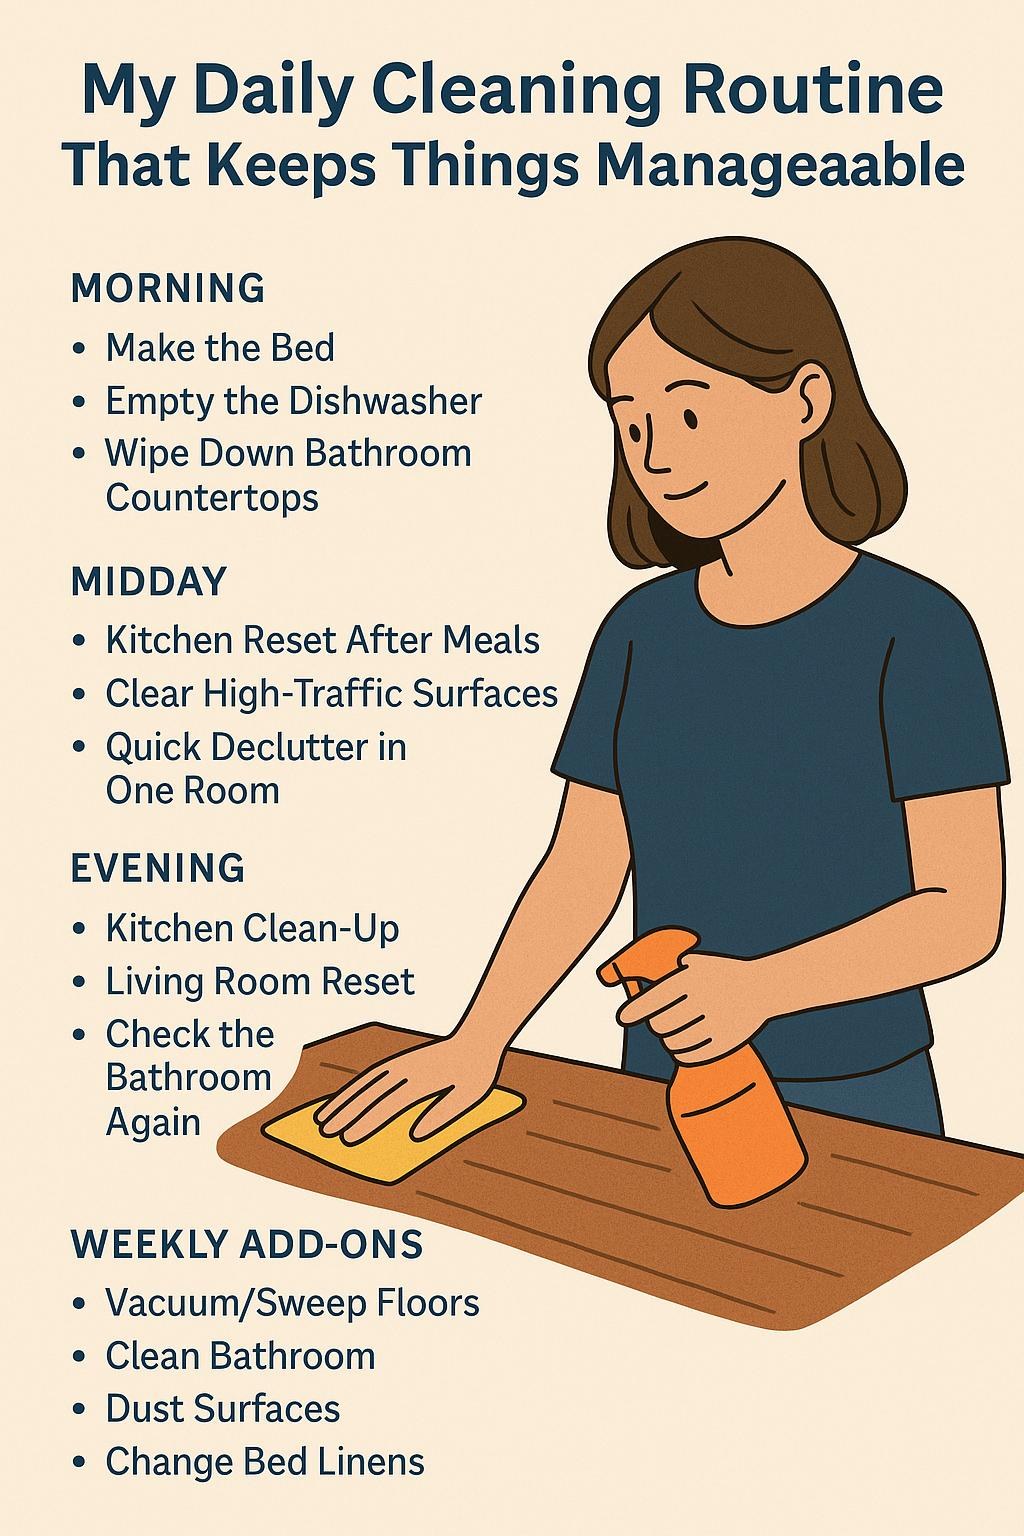 My Daily Cleaning Routine
That Keeps Things Manageaable
MORNING
• Make the Bed
• Empty the Dishwasher
• Wipe Down Bathroom
Countertops
MIDDAY
• Kitchen Reset After Meals
• Clear High-Traffic Surfaces
• Quick Declutter in
One Room
EVENING
• Kitchen Clean-Up
• Living Room Reset
• Check the
Bathroom
Again
WEEKLY ADD-ONS
• Vacuum/Sweep Floors
• Clean Bathroom
• Dust Surfaces
• Change Bed Linens